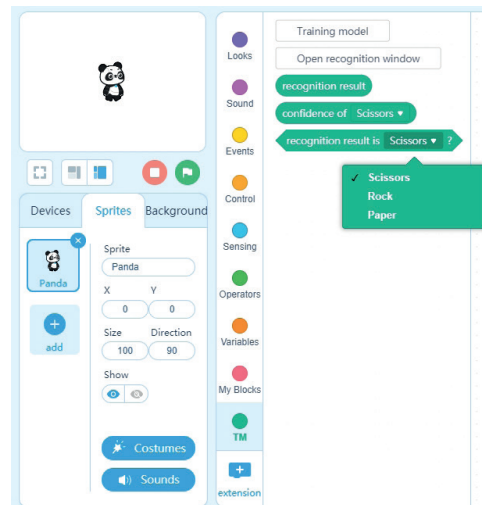 Looks
Sound
Events
Control
Sensing
Operators
Variables
My Blocks
TM
extension
Training model
Open recognition window
recognition result
confidence of Scissors ▾
recognition result is Scissors ▾ ?
✓ Scissors
Rock
Paper
Devices Sprites Background
Panda
add
Sprite
Panda
X Y
0 0
Size Direction
100 90
Show
Costumes
Sounds